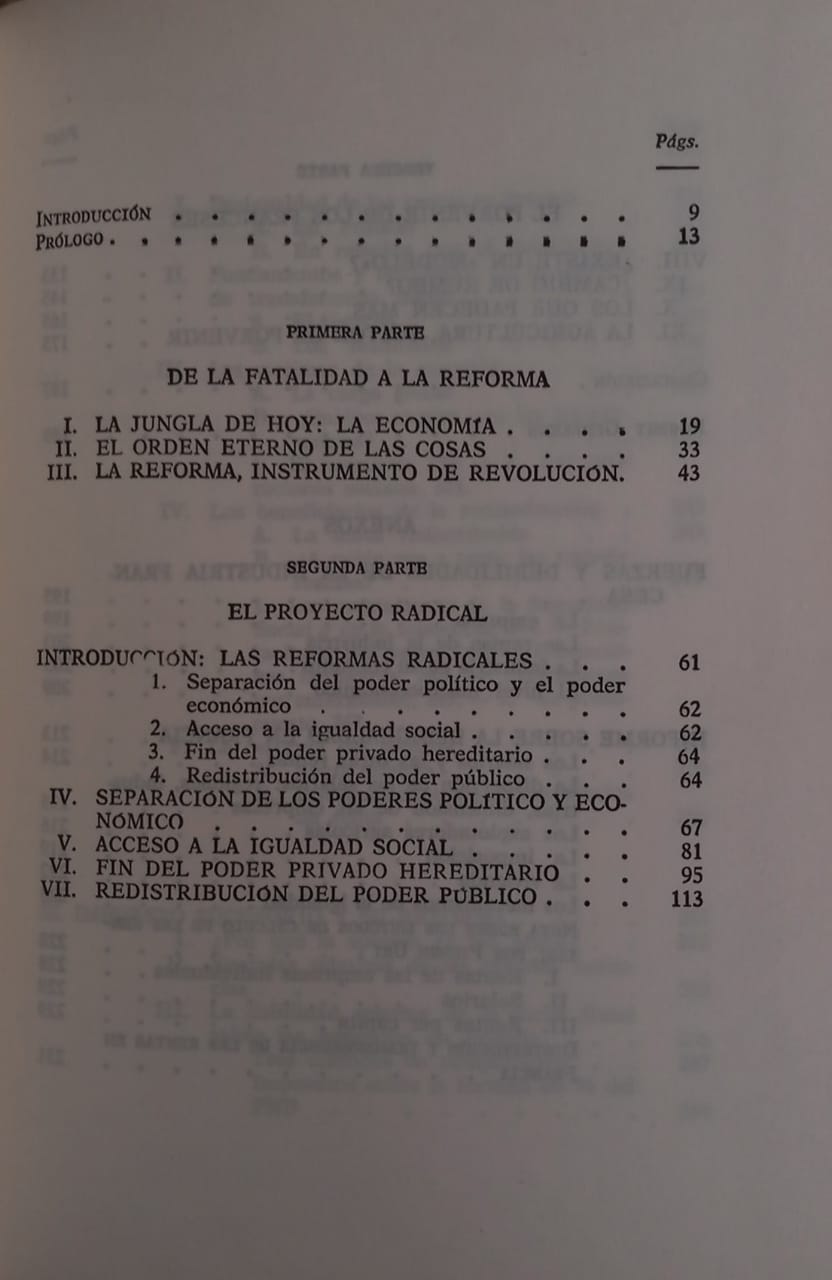 Págs.
INTRODUCCIÓN . . . . . . . . . . . . . 9
PRÓLOGO . . . . . . . . . . . . . . . 13
PRIMERA PARTE
DE LA FATALIDAD A LA REFORMA
I. LA JUNGLA DE HOY: LA ECONOMÍA . . . . 19
II. EL ORDEN ETERNO DE LAS COSAS . . . . 33
III. LA REFORMA, INSTRUMENTO DE REVOLUCIÓN. 43
SEGUNDA PARTE
EL PROYECTO RADICAL
INTRODUCCIÓN: LAS REFORMAS RADICALES . . . 61
1. Separación del poder político y el poder
económico . . . . . . . . . 62
2. Acceso a la igualdad social . . . . . 62
3. Fin del poder privado hereditario . . . 64
4. Redistribución del poder público . . . 64
IV. SEPARACIÓN DE LOS PODERES POLÍTICO Y ECO-
NÓMICO . . . . . . . . . . . . 67
V. ACCESO A LA IGUALDAD SOCIAL . . . . . 81
VI. FIN DEL PODER PRIVADO HEREDITARIO . . 95
VII. REDISTRIBUCIÓN DEL PODER PÚBLICO . . . 113